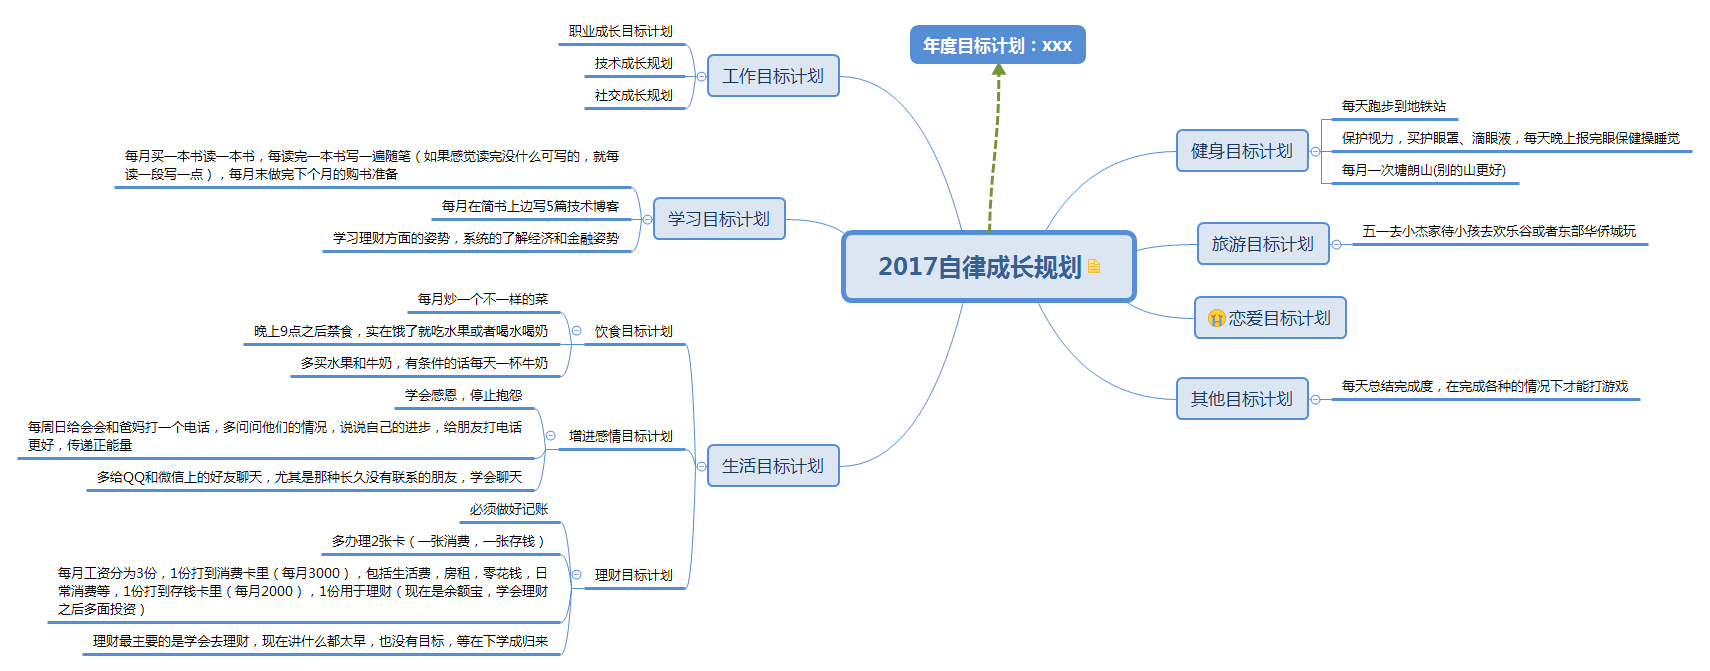 年度目标计划：xxx
2017自律成长规划
工作目标计划
职业成长目标计划
技术成长规划
社交成长规划
学习目标计划
每月买一本书读一本书，每读完一本书写一遍随笔（如果感觉读完没什么可写的，就每
读一段写一点），每月末做完下个月的购书准备
每月在简书上边写5篇技术博客
学习理财方面的姿势，系统的了解经济和金融姿势
生活目标计划
饮食目标计划
每月炒一个不一样的菜
晚上9点之后禁食，实在饿了就吃水果或者喝水喝奶
多买水果和牛奶，有条件的话每天一杯牛奶
增进感情目标计划
学会感恩，停止抱怨
每周日给会会和爸妈打一个电话，多问问他们的情况，说说自己的进步，给朋友打电话
更好，传递正能量
多给QQ和微信上的好友聊天，尤其是那种长久没有联系的朋友，学会聊天
理财目标计划
必须做好记账
多办理2张卡（一张消费，一张存钱）
每月工资分为3份，1份打到消费卡里（每月3000），包括生活费，房租，零花钱，日
常消费等，1份打到存钱卡里（每月2000），1份用于理财（现在是余额宝，学会理财
之后多面投资）
理财最主要的是学会去理财，现在讲什么都太早，也没有目标，等在下学成归来
健身目标计划
每天跑步到地铁站
保护视力，买护眼罩、滴眼液，每天晚上报完眼保健操睡觉
每月一次塘朗山(别的山更好)
旅游目标计划
五一去小杰家待小孩去欢乐谷或者东部华侨城玩
恋爱目标计划
其他目标计划
每天总结完成度，在完成各种的情况下才能打游戏